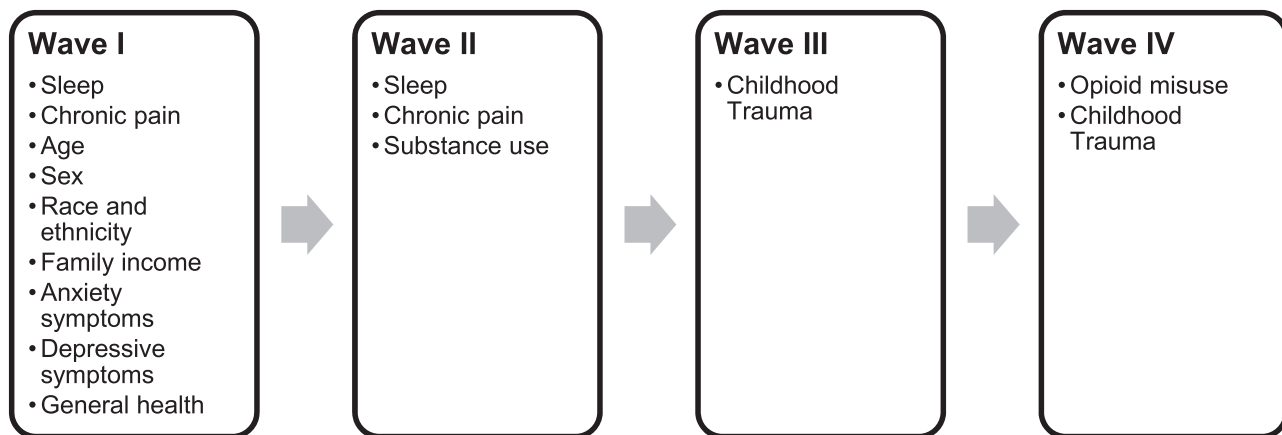 Wave I
• Sleep
• Chronic pain
• Age
• Sex
• Race and
ethnicity
• Family income
• Anxiety
symptoms
• Depressive
symptoms
• General health
Wave II
• Sleep
• Chronic pain
• Substance use
Wave III
• Childhood
Trauma
Wave IV
• Opioid misuse
• Childhood
Trauma